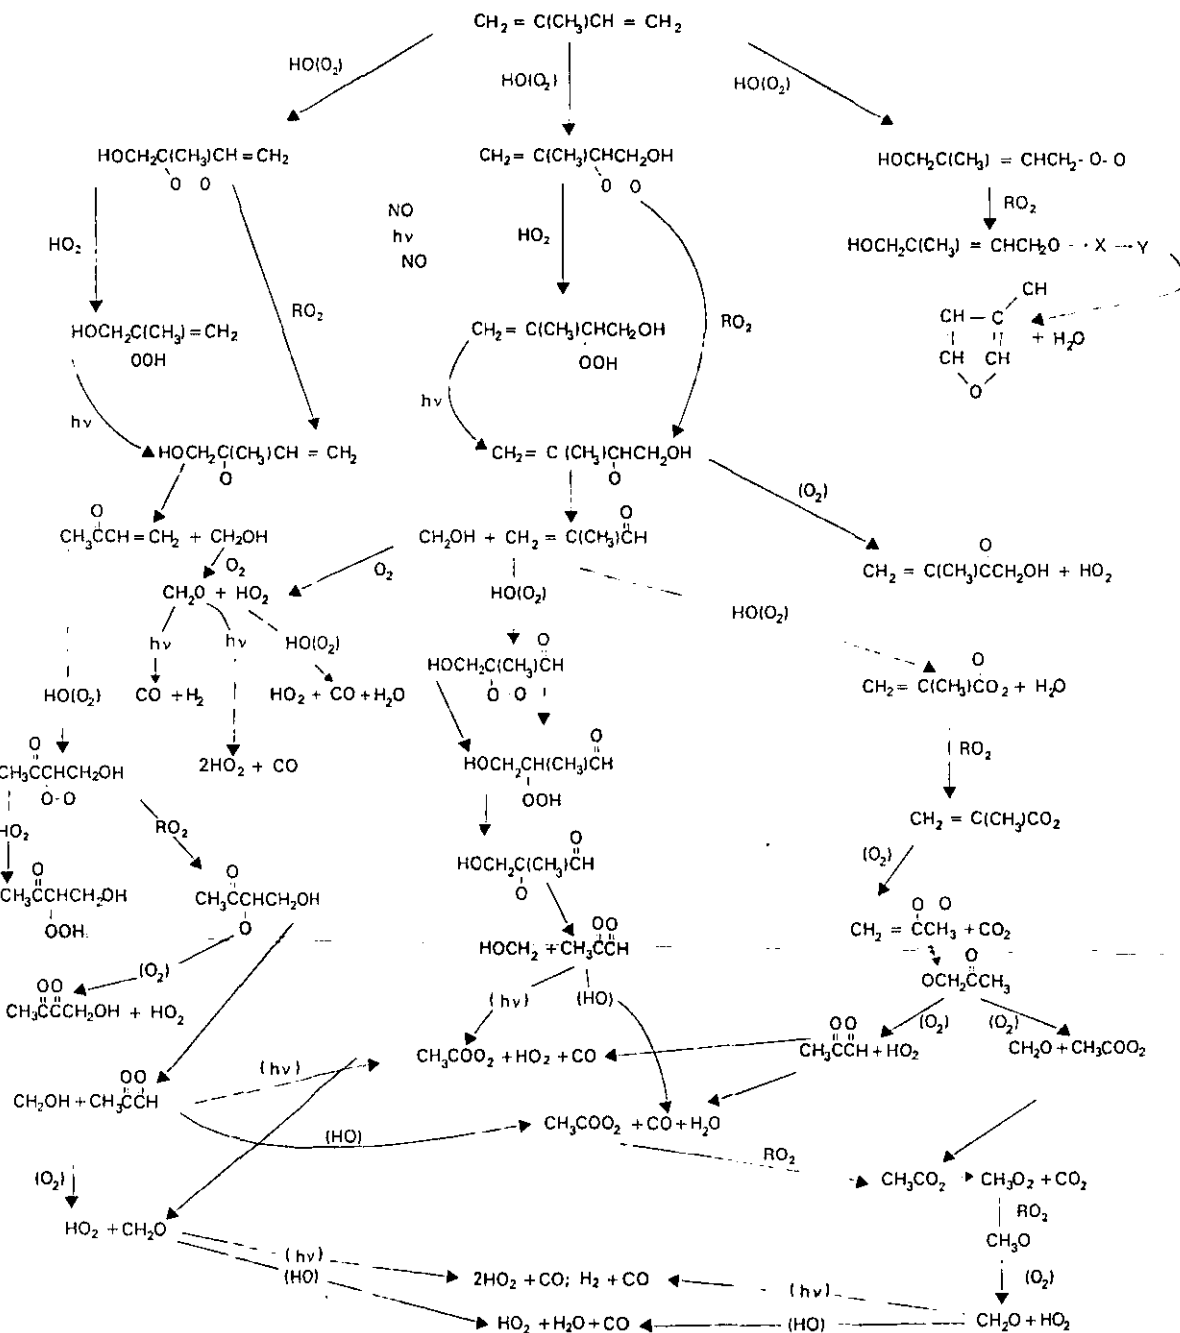 CH₂ = C(CH₃)CH = CH₂
HO(O₂)
HO(O₂)
HO(O₂)
HOCH₂C(CH₃)CH = CH₂
O O
CH₂ = C(CH₃)CHCH₂OH
O O
HOCH₂C(CH₃) = CHCH₂- O- O
NO
hν
NO
HO₂
HO₂
RO₂
HOCH₂C(CH₃) = CHCH₂O - · X — Y
RO₂
RO₂
CH
CH — C
CH CH
O
+ H₂O
HOCH₂C(CH₃) = CH₂
OOH
CH₂ = C(CH₃)CHCH₂OH
OOH
hν
hν
HOCH₂C(CH₃)CH = CH₂
O
CH₂ = C (CH₃)CHCH₂OH
O
(O₂)
O
CH₃CCH = CH₂ + CH₂OH
O
CH₂OH + CH₂ = C(CH₃)CH
O
CH₂ = C(CH₃)CCH₂OH + HO₂
O₂
O₂
CH₂O + HO₂
HO(O₂)
HO(O₂)
hν
hν
HO(O₂)
O
HOCH₂C(CH₃)CH
O O
O
CH₂ = C(CH₃)CO₂ + H₂O
HO(O₂)
CO + H₂
HO₂ + CO + H₂O
2HO₂ + CO
RO₂
O
CH₃CCHCH₂OH
O-O
O
HOCH₂CH(CH₃)CH
OOH
CH₂ = C(CH₃)CO₂
HO₂
RO₂
(O₂)
O
CH₃CCHCH₂OH
OOH
O
CH₃CCHCH₂OH
O
O
HOCH₂C(CH₃)CH
O
O O
CH₂ = CCH₃ + CO₂
OO
HOCH₂ + CH₃CCH
(O₂)
O
OCH₂CCH₃
OO
CH₃CCCH₂OH + HO₂
(hν)
(HO)
(O₂)
(O₂)
CH₃COO₂ + HO₂ + CO
OO
CH₃CCH + HO₂
CH₂O + CH₃COO₂
OO
CH₂OH + CH₃CCH
(hν)
(HO)
CH₃COO₂ + CO + H₂O
RO₂
CH₃CO₂
CH₃O₂ + CO₂
(O₂)
RO₂
HO₂ + CH₂O
CH₃O
(hν)
(HO)
(O₂)
2HO₂ + CO; H₂ + CO
(hν)
HO₂ + H₂O + CO
(HO)
CH₂O + HO₂